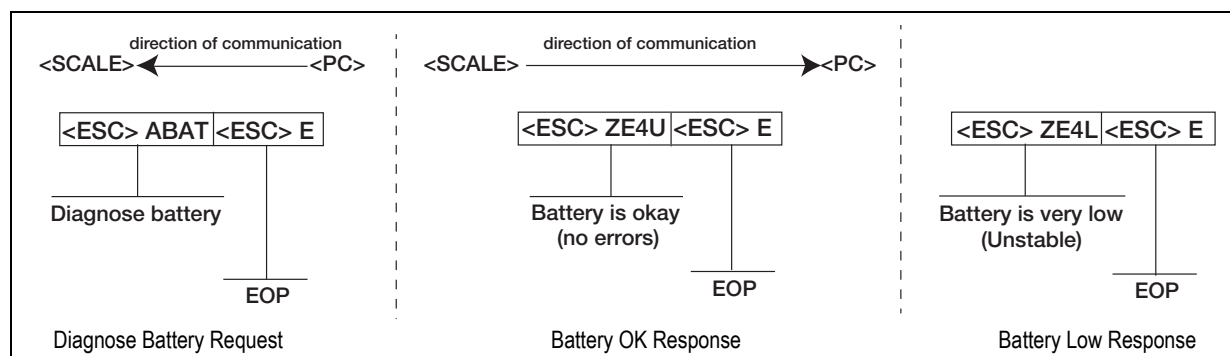 direction of communication
<SCALE> <PC>
<ESC> ABAT <ESC> E
Diagnose battery
EOP
Diagnose Battery Request
direction of communication
<SCALE> <PC>
<ESC> ZE4U <ESC> E
Battery is okay
(no errors)
EOP
Battery OK Response
<ESC> ZE4L <ESC> E
Battery is very low
(Unstable)
EOP
Battery Low Response